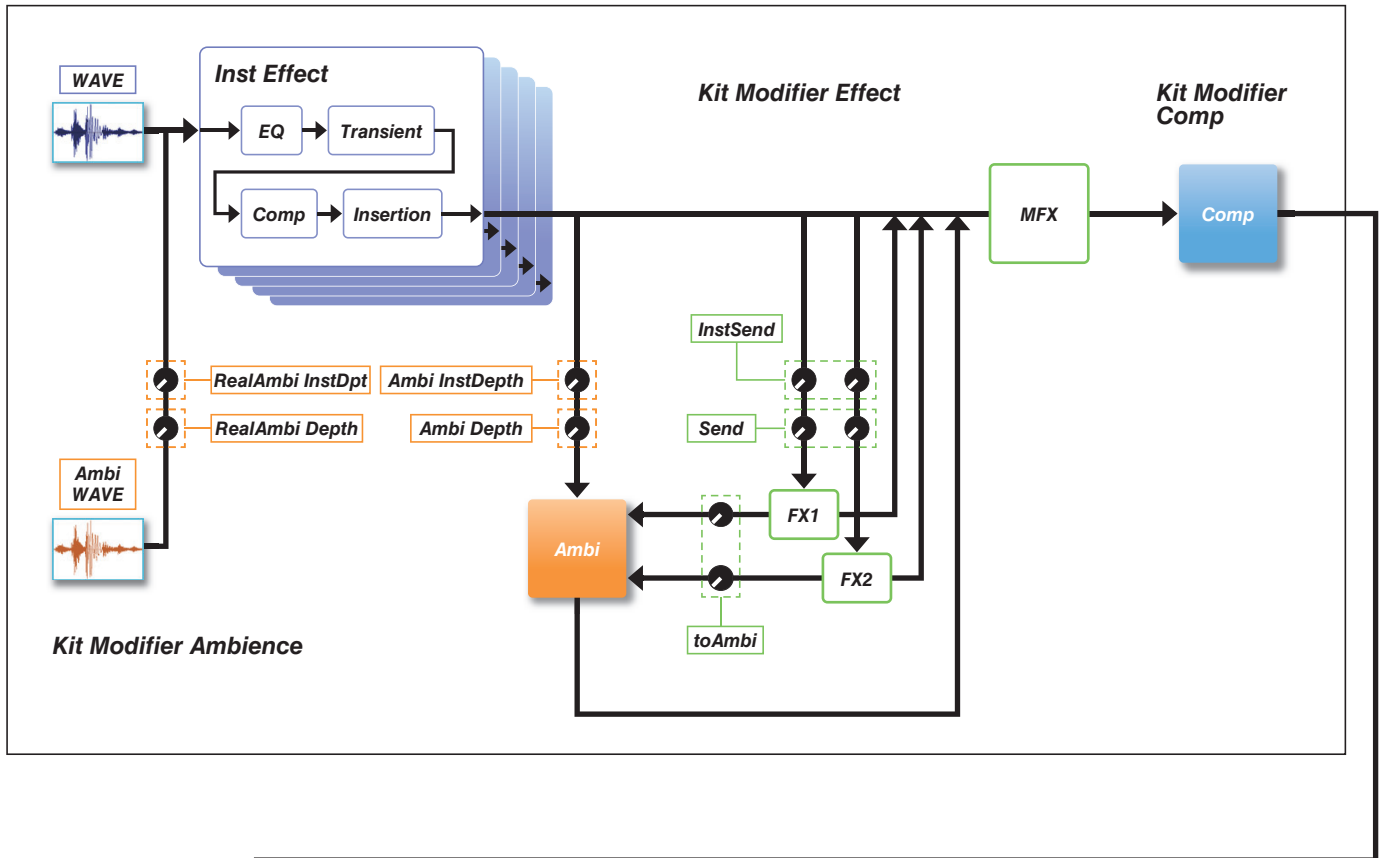 WAVE
Inst Effect
EQ
Transient
Comp
Insertion
Kit Modifier Effect
Kit Modifier
Comp
MFX
Comp
InstSend
RealAmbi InstDpt
Ambi InstDepth
RealAmbi Depth
Ambi Depth
Send
Ambi
WAVE
Ambi
FX1
FX2
toAmbi
Kit Modifier Ambience